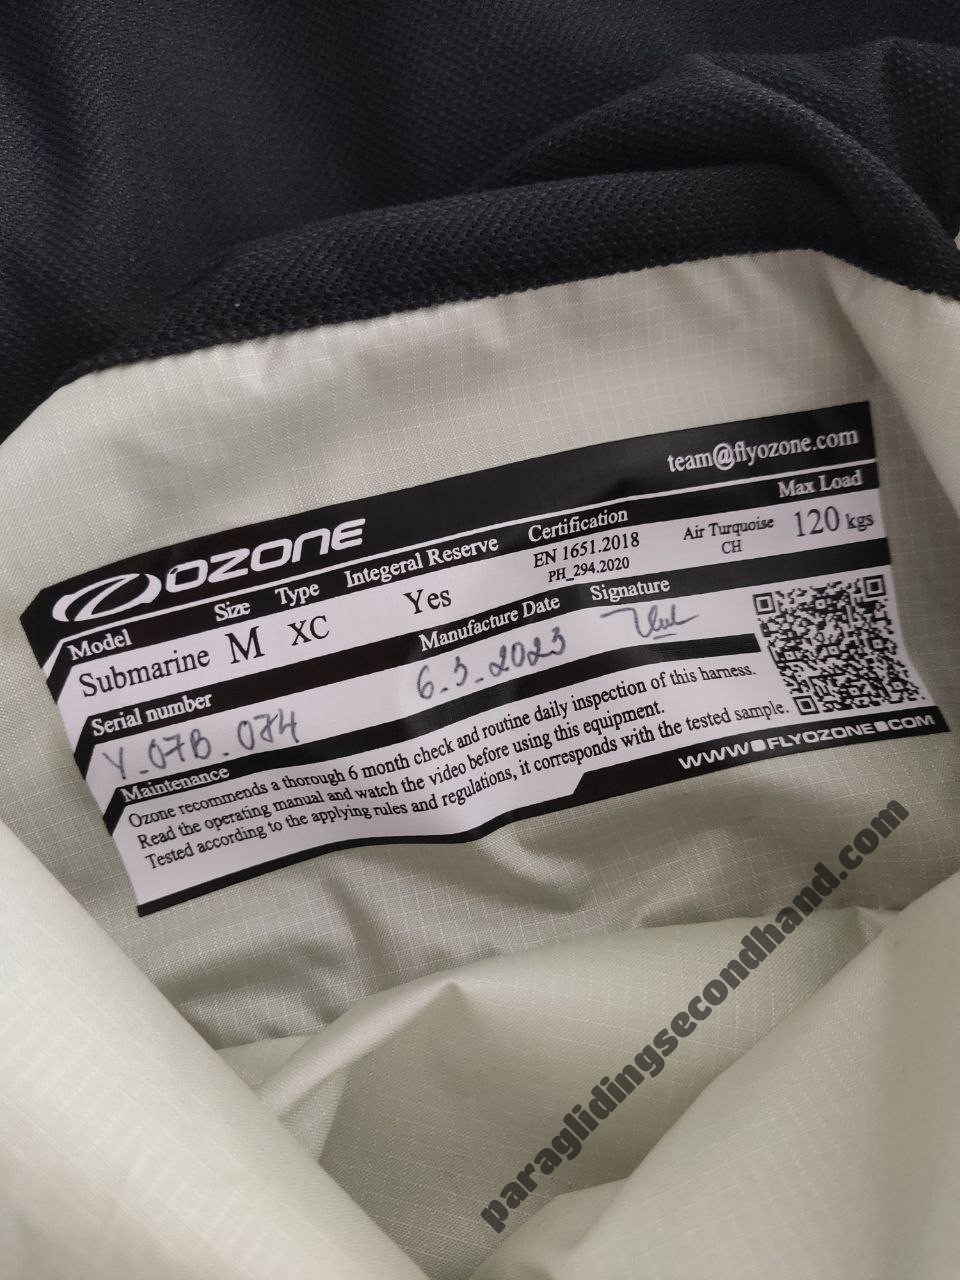 team@flyozone.com
OZONE
Model Size Type Integeral Reserve Certification Max Load
Submarine M XC Yes EN 1651.2018 PH_294.2020 Air Turquoise CH 120 kgs
Serial number Manufacture Date Signature
Y_07B_074 6_3_2023
Maintenance
Ozone recommends a thorough 6 month check and routine daily inspection of this harness.
Read the operating manual and watch the video before using this equipment.
Tested according to the applying rules and regulations, it corresponds with the tested sample.
WWW.FLYOZONE.COM
paraglidingsecondhand.com